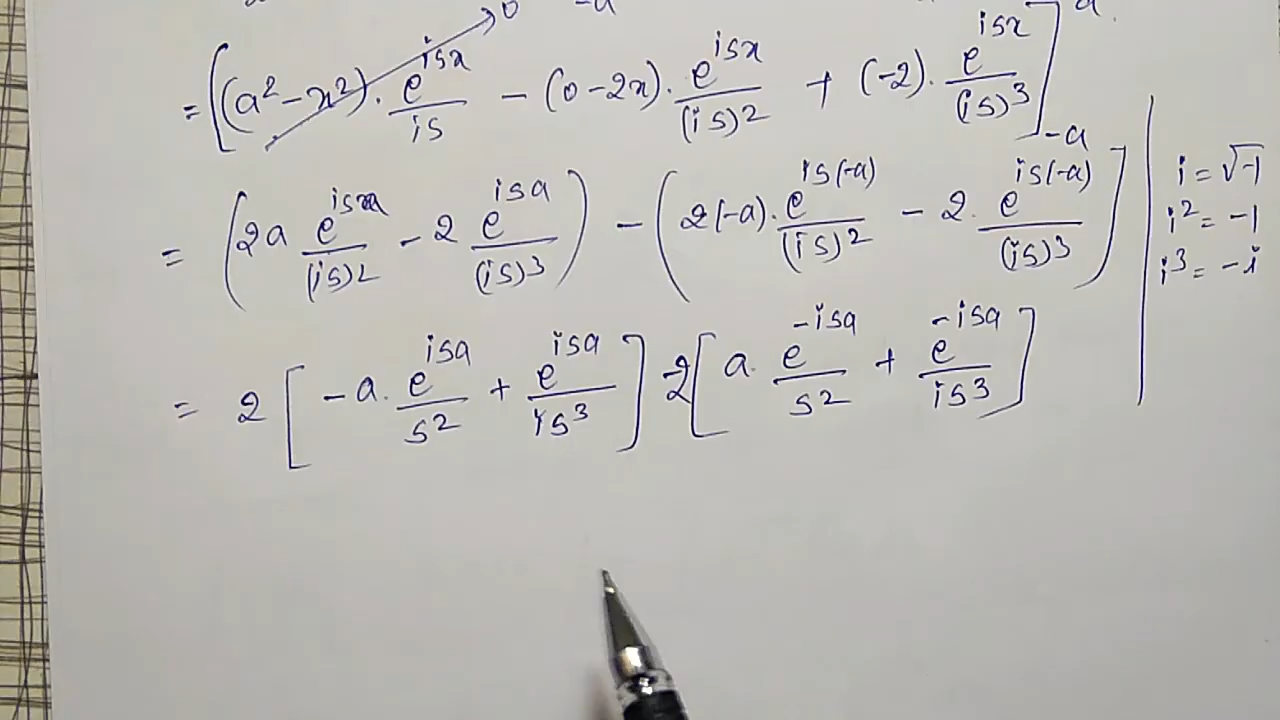 0 -a a.
= [(a² - x²) · e^{isx}/is - (0 - 2x) · e^{isx}/(is)² + (-2) · e^{isx}/(is)³]_{-a}
= (2a e^{isa}/(is)² - 2 e^{isa}/(is)³) - (2(-a) · e^{is(-a)}/(is)² - 2 · e^{is(-a)}/(is)³]
= 2 [-a · e^{isa}/s² + e^{isa}/is³] 2 [a · e^{-isa}/s² + e^{-isa}/is³]
i = √-1
i² = -1
i³ = -i